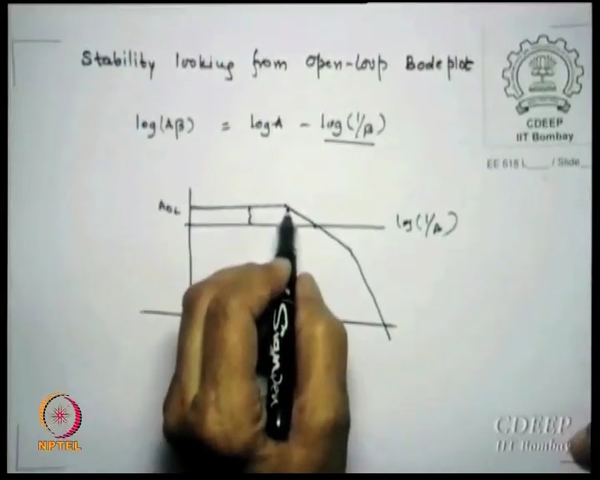 Stability looking from Open-Loop Bode plot
log(Aβ) = log A - log(1/β)
CDEEP
IIT Bombay
EE 618 L___ / Slide
AOL
log(1/β)
NPTEL
CDEEP
IIT Bombay